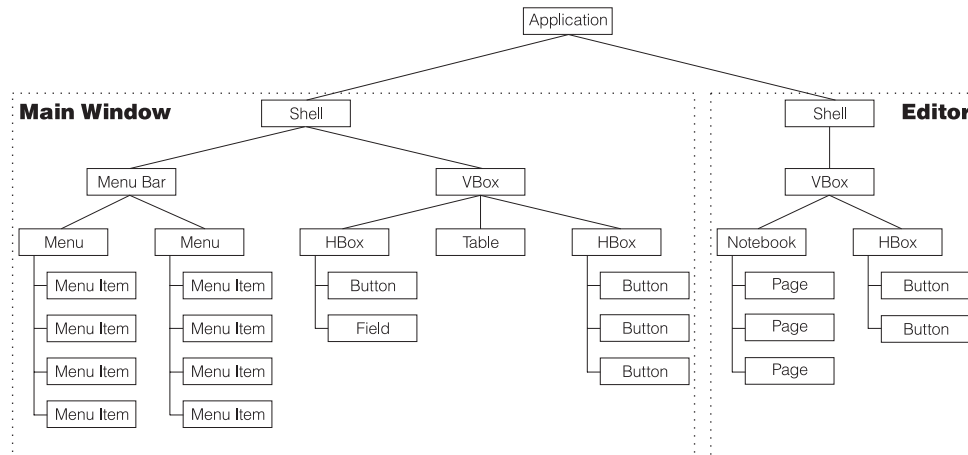 Application
Main Window
Shell
Shell
Editor
Menu Bar
VBox
VBox
Menu
Menu
HBox
Table
HBox
Notebook
HBox
Menu Item
Menu Item
Button
Button
Page
Button
Menu Item
Menu Item
Field
Button
Page
Button
Menu Item
Menu Item
Button
Page
Menu Item
Menu Item